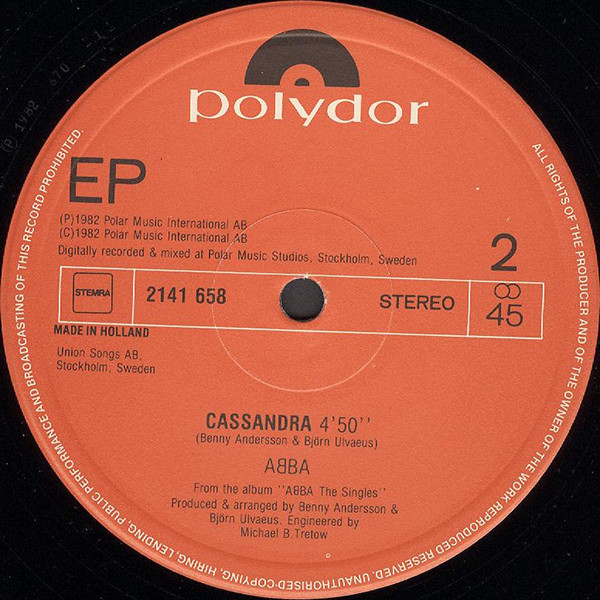 polydor
EP
(P)1982 Polar Music International AB
(C)1982 Polar Music International AB
Digitally recorded & mixed at Polar Music Studios, Stockholm, Sweden
2
STEMRA
2141 658
STEREO
45
MADE IN HOLLAND
Union Songs AB,
Stockholm, Sweden
CASSANDRA 4'50''
(Benny Andersson & Björn Ulvaeus)
AᗺBA
From the album ''AᗺBA The Singles''
Produced & arranged by Benny Andersson &
Björn Ulvaeus. Engineered by
Michael B.Tretow
ALL RIGHTS OF THE PRODUCER AND OF THE OWNER OF THE WORK REPRODUCED RESERVED. UNAUTHORISED-COPYING, HIRING, LENDING, PUBLIC PERFORMANCE AND BROADCASTING OF THIS RECORD PROHIBITED.
℗ 1982